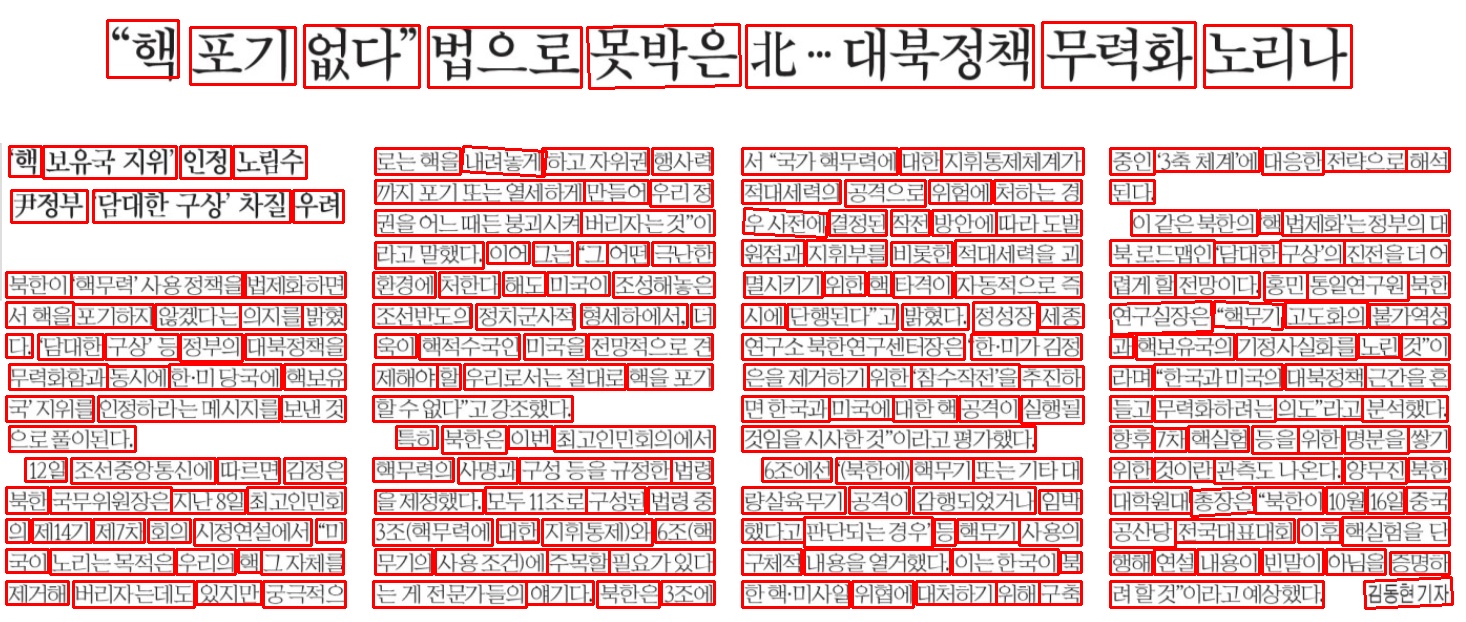 “핵 포기 없다” 법으로 못박은 北… 대북정책 무력화 노리나
‘핵 보유국 지위’ 인정 노림수
尹정부 ‘담대한 구상’ 차질 우려
북한이 ‘핵무력’ 사용 정책을 법제화하면
서 핵을 포기하지 않겠다는 의지를 밝혔
다. ‘담대한 구상’ 등 정부의 대북정책을
무력화함과 동시에 한·미 당국에 ‘핵보유
국’ 지위를 인정하라는 메시지를 보낸 것
으로 풀이된다.
12일 조선중앙통신에 따르면 김정은
북한 국무위원장은 지난 8일 최고인민회
의 제14기 제7차 회의 시정연설에서 “미
국이 노리는 목적은 우리의 핵 그 자체를
제거해 버리자는데도 있지만 궁극적으
로는 핵을 내려놓게 하고 자위권 행사력
까지 포기 또는 열세하게 만들어 우리 정
권을 어느 때든 붕괴시켜 버리자는 것”이
라고 말했다. 이어 그는 “그 어떤 극난한
환경에 처한다 해도 미국이 조성해놓은
조선반도의 정치군사적 형세하에서, 더
욱이 핵적수국인 미국을 전망적으로 견
제해야 할 우리로서는 절대로 핵을 포기
할 수 없다”고 강조했다.
특히 북한은 이번 최고인민회의에서
핵무력의 사명과 구성 등을 규정한 법령
을 제정했다. 모두 11조로 구성된 법령 중
3조(핵무력에 대한 지휘통제)와 6조(핵
무기의 사용 조건)에 주목할 필요가 있다
는 게 전문가들의 얘기다. 북한은 3조에
서 “국가 핵무력에 대한 지휘통제체계가
적대세력의 공격으로 위험에 처하는 경
우 사전에 결정된 작전 방안에 따라 도발
원점과 지휘부를 비롯한 적대세력을 괴
멸시키기 위한 핵 타격이 자동적으로 즉
시에 단행된다”고 밝혔다. 정성장 세종
연구소 북한연구센터장은 “한·미가 김정
은을 제거하기 위한 ‘참수작전’을 추진하
면 한국과 미국에 대한 핵 공격이 실행될
것임을 시사한 것”이라고 평가했다.
6조에선 ‘(북한에) 핵무기 또는 기타 대
량살육무기 공격이 감행되었거나 임박
했다고 판단되는 경우’ 등 핵무기 사용의
구체적 내용을 열거했다. 이는 한국이 북
한 핵·미사일 위협에 대처하기 위해 구축
중인 ‘3축 체계’에 대응한 전략으로 해석
된다.
이 같은 북한의 ‘핵 법제화’는 정부의 대
북 로드맵인 ‘담대한 구상’의 진전을 더 어
렵게 할 전망이다. 홍민 통일연구원 북한
연구실장은 “핵무기 고도화의 불가역성
과 핵보유국의 기정사실화를 노린 것”이
라며 “한국과 미국의 대북정책 근간을 흔
들고 무력화하려는 의도”라고 분석했다.
향후 7차 핵실험 등을 위한 명분을 쌓기
위한 것이란 관측도 나온다. 양무진 북한
대학원대 총장은 “북한이 10월 16일 중국
공산당 전국대표대회 이후 핵실험을 단
행해 연설 내용이 빈말이 아님을 증명하
려 할 것”이라고 예상했다.
김동현 기자